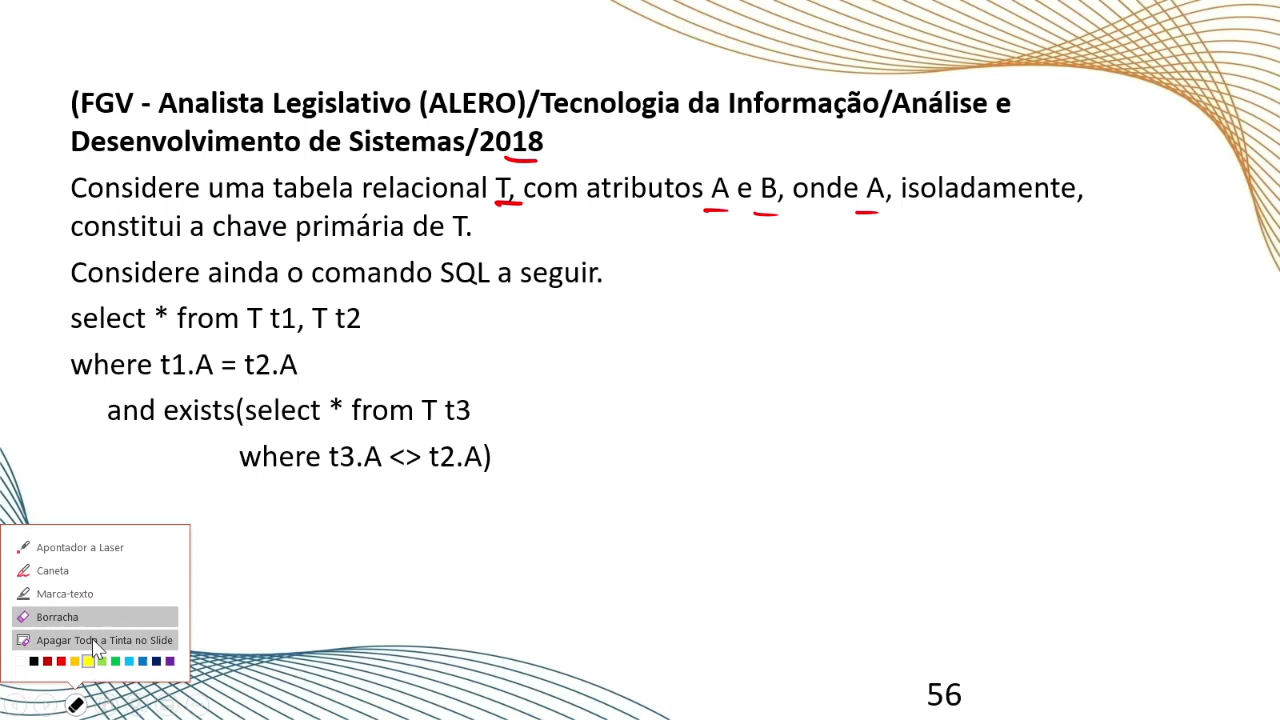 (FGV - Analista Legislativo (ALERO)/Tecnologia da Informação/Análise e
Desenvolvimento de Sistemas/2018
Considere uma tabela relacional T, com atributos A e B, onde A, isoladamente,
constitui a chave primária de T.
Considere ainda o comando SQL a seguir.
select * from T t1, T t2
where t1.A = t2.A
and exists(select * from T t3
where t3.A <> t2.A)
Apontador a Laser
Caneta
Marca-texto
Borracha
Apagar Toda a Tinta no Slide
56